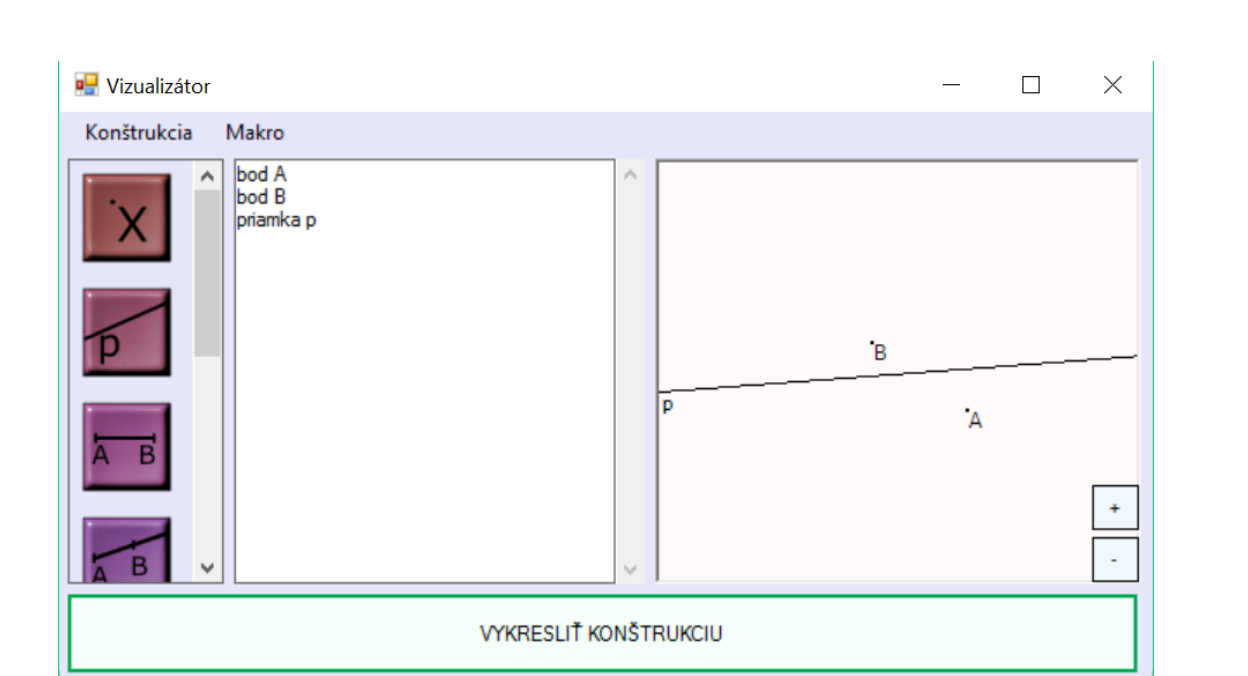 Vizualizátor
Konštrukcia Makro
X
p
A B
A B
bod A
bod B
priamka p
B
p
A
+
-
VYKRESLIŤ KONŠTRUKCIU